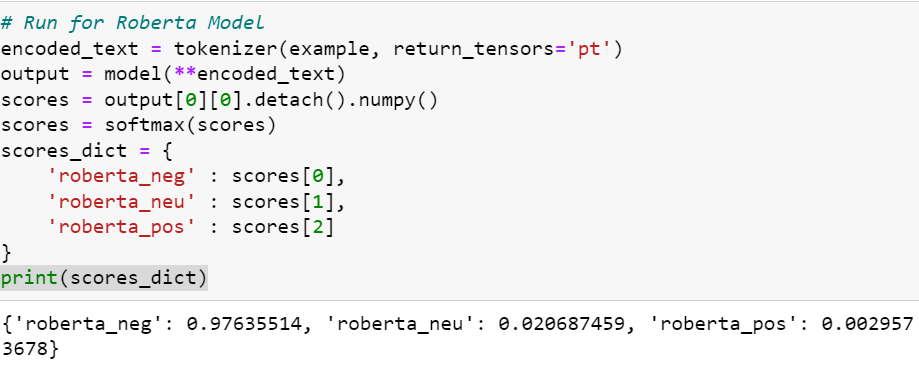 # Run for Roberta Model
encoded_text = tokenizer(example, return_tensors='pt')
output = model(**encoded_text)
scores = output[0][0].detach().numpy()
scores = softmax(scores)
scores_dict = {
    'roberta_neg' : scores[0],
    'roberta_neu' : scores[1],
    'roberta_pos' : scores[2]
}
print(scores_dict)
{'roberta_neg': 0.97635514, 'roberta_neu': 0.020687459, 'roberta_pos': 0.002957
3678}